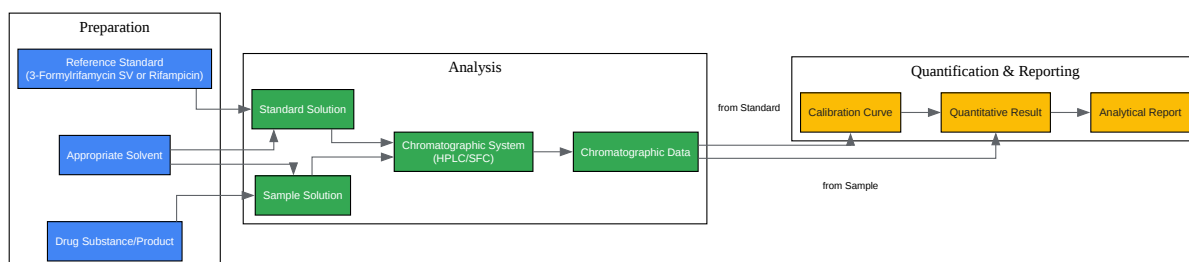 Preparation
Reference Standard
(3-Formylrifamycin SV or Rifampicin)
Appropriate Solvent
Drug Substance/Product
Analysis
Standard Solution
Sample Solution
Chromatographic System
(HPLC/SFC)
Chromatographic Data
from Standard
from Sample
Quantification & Reporting
Calibration Curve
Quantitative Result
Analytical Report